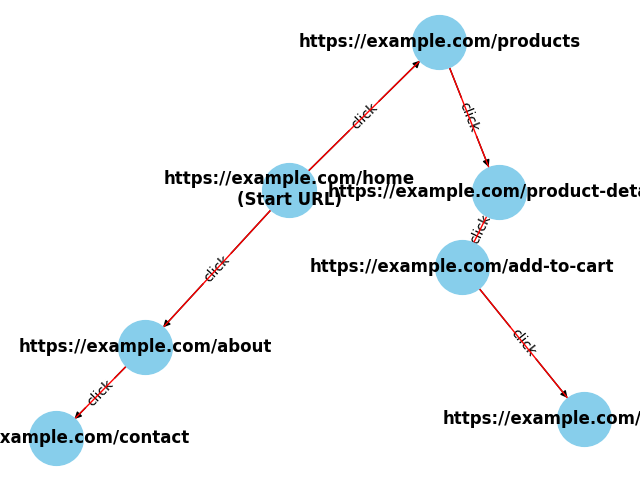 https://example.com/products
click
click
https://example.com/home
(Start URL)
https://example.com/product-deta
click
https://example.com/add-to-cart
click
click
https://example.com/about
click
https://example.com/
example.com/contact